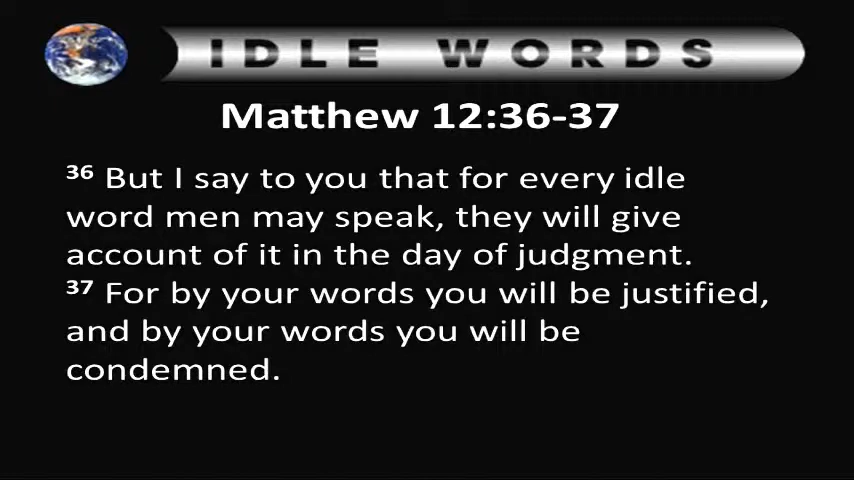 IDLE WORDS
Matthew 12:36-37
36 But I say to you that for every idle
word men may speak, they will give
account of it in the day of judgment.
37 For by your words you will be justified,
and by your words you will be
condemned.